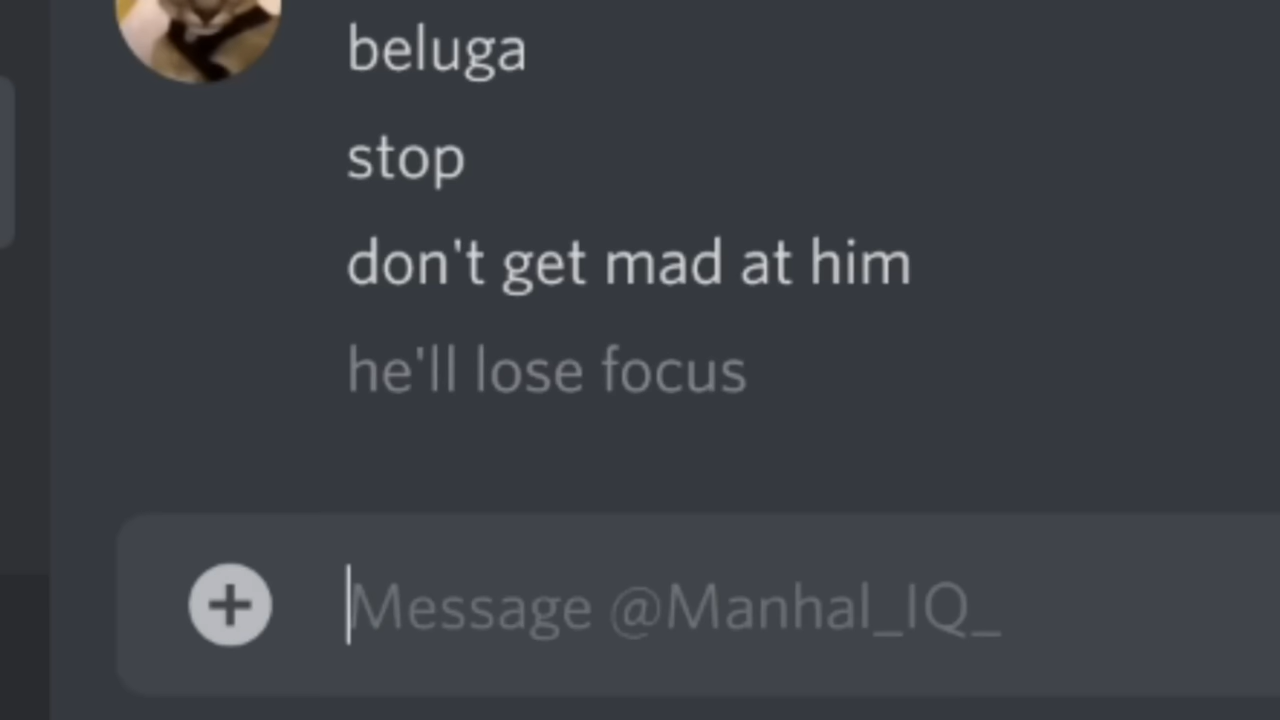 beluga
stop
don't get mad at him
he'll lose focus
Message @Manhal_IQ_